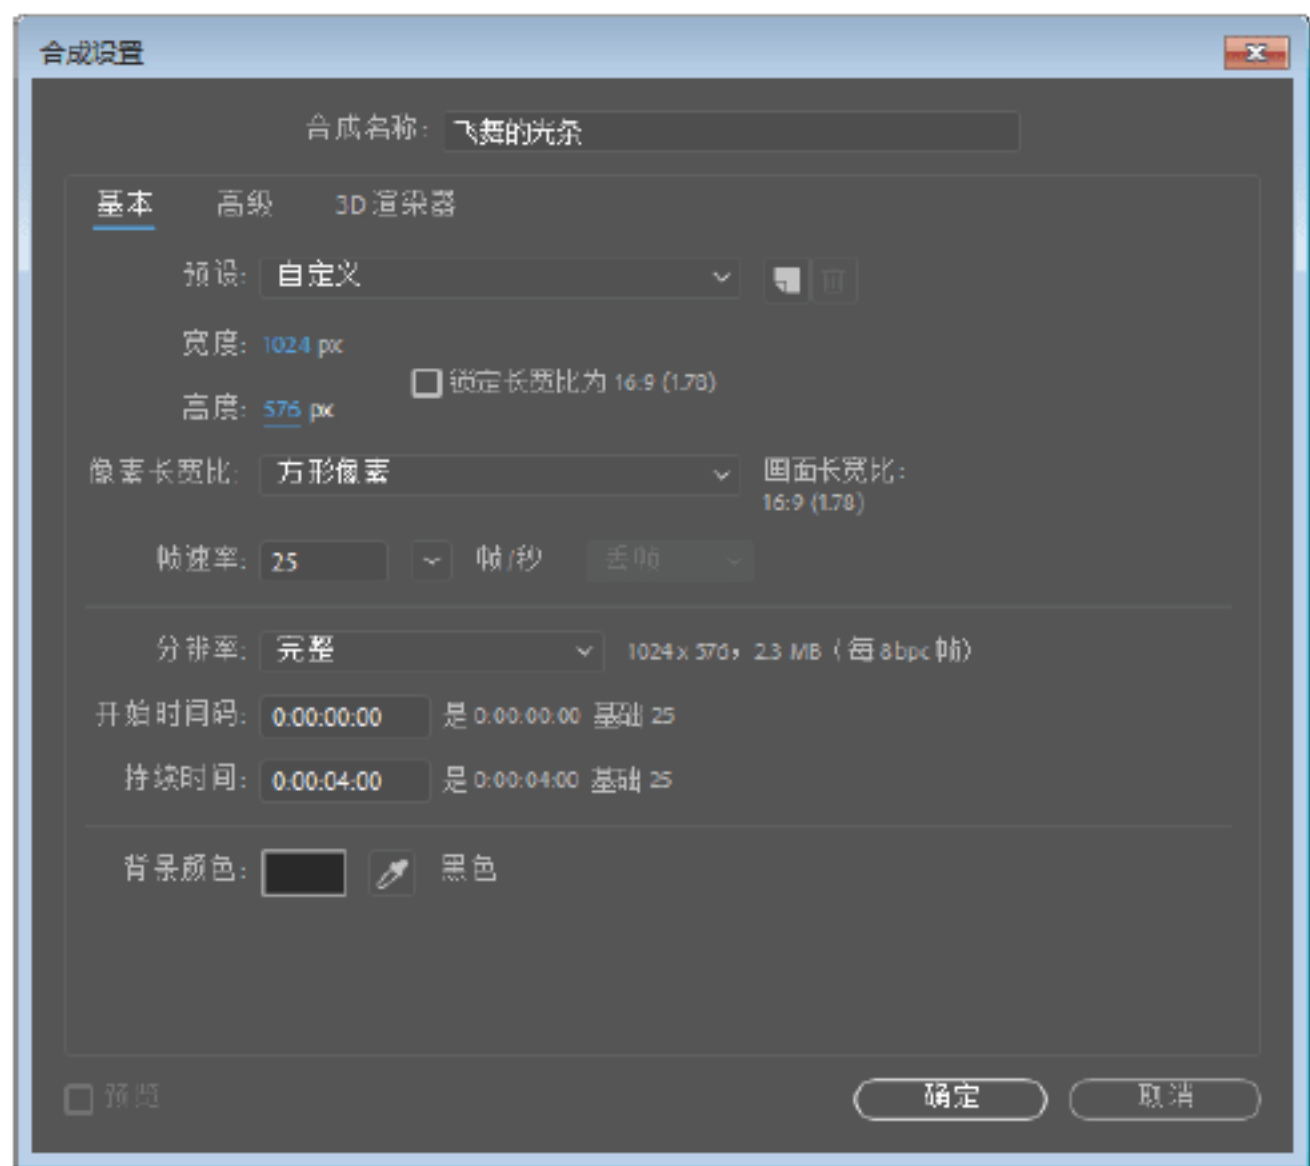 合成设置
合成名称: 飞舞的光条
基本 高级 3D 渲染器
预设: 自定义
宽度: 1024 px
锁定长宽比为 16:9 (1.78)
高度: 576 px
像素长宽比: 方形像素 画面长宽比:
16:9 (1.78)
帧速率: 25 帧/秒 丢帧
分辨率: 完整 1024 x 576, 2.3 MB (每 8bpc 帧)
开始时间码: 0:00:00:00 是 0:00:00:00 基础 25
持续时间: 0:00:04:00 是 0:00:04:00 基础 25
背景颜色: 黑色
预览 确定 取消